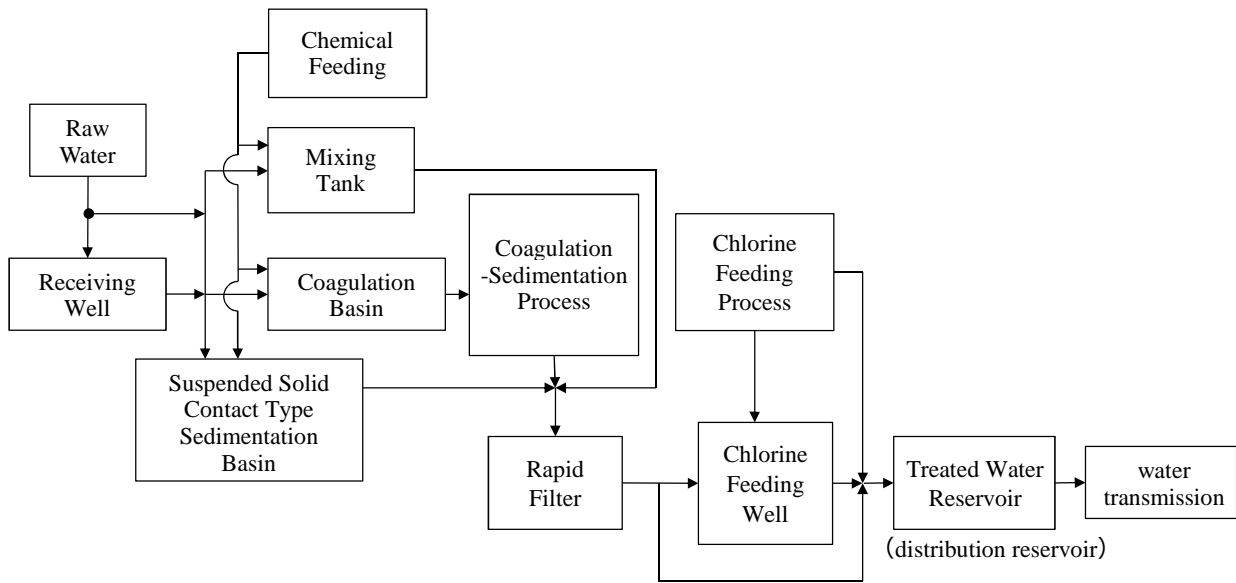 Chemical
Feeding
Raw
Water
Mixing
Tank
Coagulation
-Sedimentation
Process
Chlorine
Feeding
Process
Receiving
Well
Coagulation
Basin
Suspended Solid
Contact Type
Sedimentation
Basin
Rapid
Filter
Chlorine
Feeding
Well
Treated Water
Reservoir
(distribution reservoir)
water
transmission